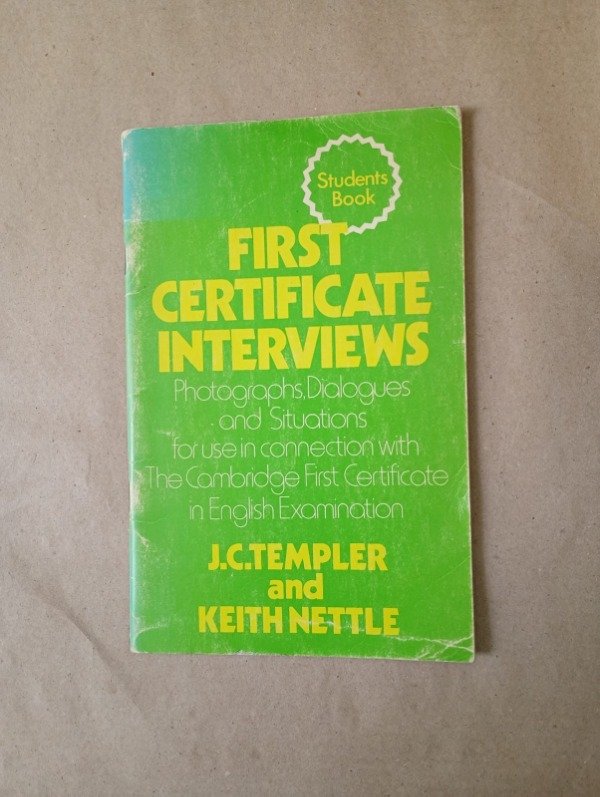 Students
Book
FIRST
CERTIFICATE
INTERVIEWS
Photographs, Dialogues
and Situations
for use in connection with
The Cambridge First Certificate
in English Examination
J.C.TEMPLER
and
KEITH NETTLE